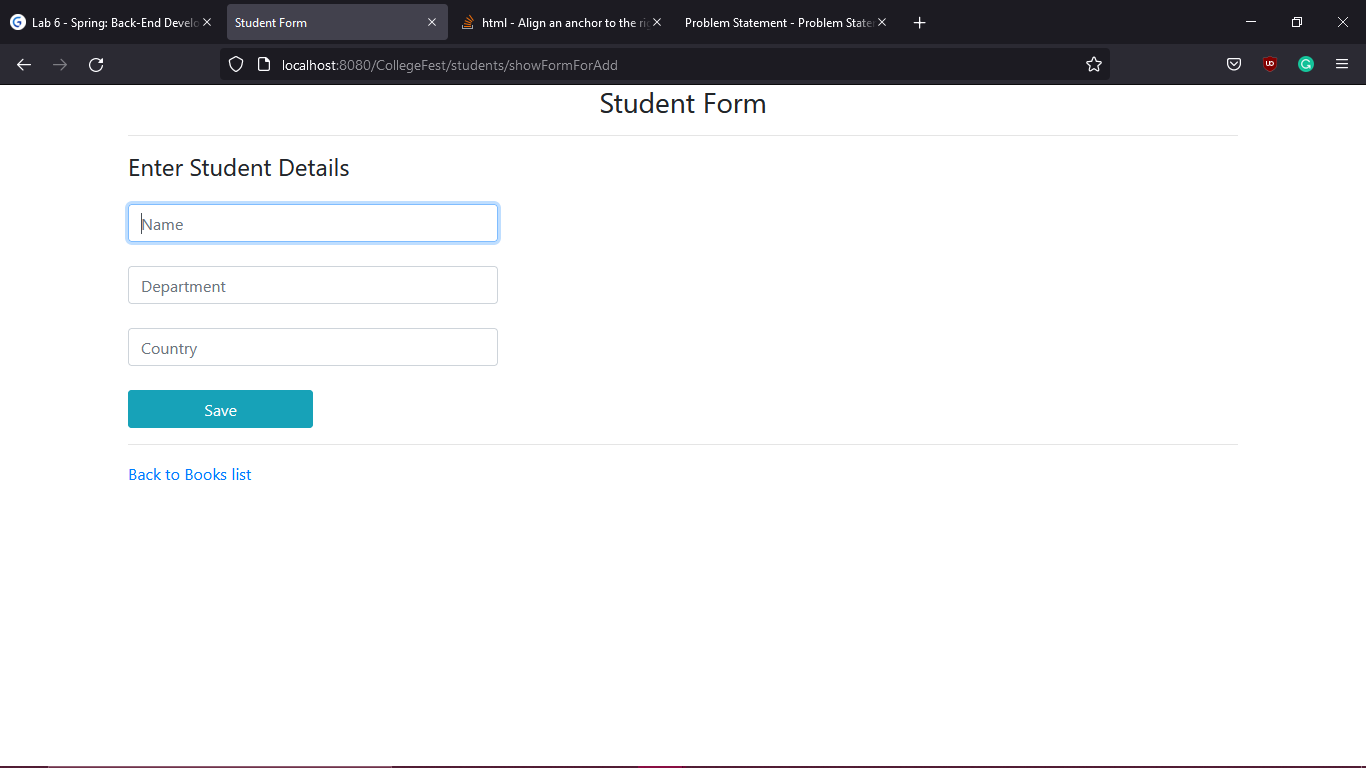 Lab 6 - Spring: Back-End Develo
Student Form
html - Align an anchor to the rig
Problem Statement - Problem State
localhost:8080/CollegeFest/students/showFormForAdd
Student Form
Enter Student Details
Name
Department
Country
Save
Back to Books list